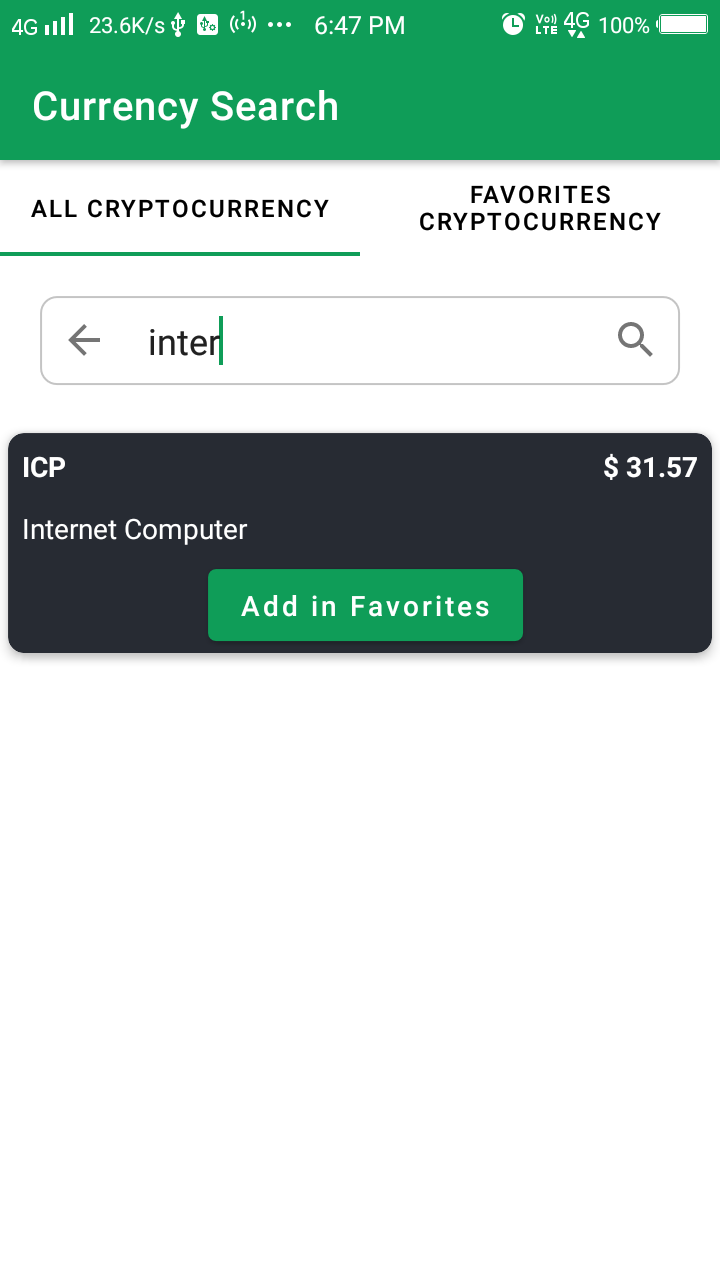 4G 23.6K/s 1 ... 6:47 PM Vo) LTE 4G 100%
Currency Search
ALL CRYPTOCURRENCY
FAVORITES
CRYPTOCURRENCY
inter
ICP $ 31.57
Internet Computer
Add in Favorites